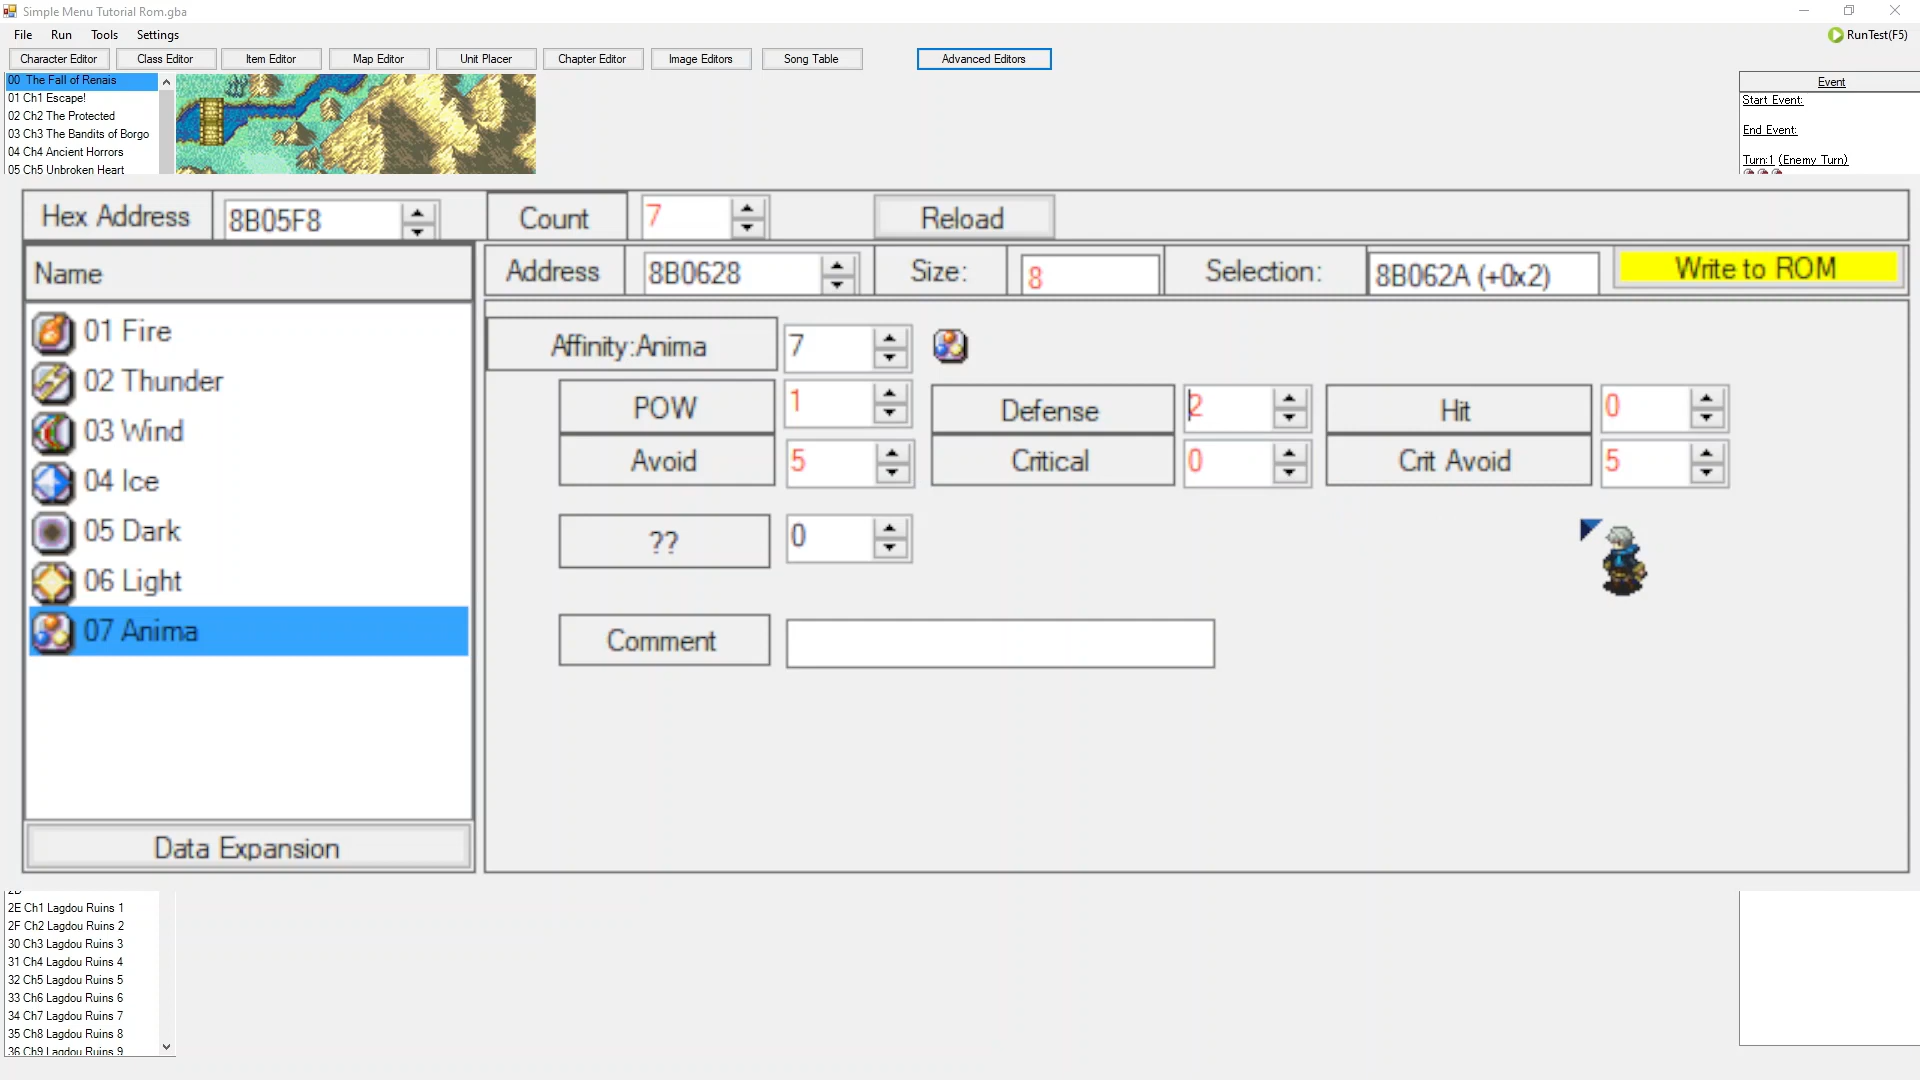 Simple Menu Tutorial Rom.gba
File Run Tools Settings
RunTest(F5)
Character Editor Class Editor Item Editor Map Editor Unit Placer Chapter Editor Image Editors Song Table Advanced Editors
00 The Fall of Renais
01 Ch1 Escape!
02 Ch2 The Protected
03 Ch3 The Bandits of Borgo
04 Ch4 Ancient Horrors
05 Ch5 Unbroken Heart
Event
Start Event:
End Event:
Turn:1 (Enemy Turn)
Hex Address 8B05F8 Count 7 Reload
Name
Address 8B0628 Size: 8 Selection: 8B062A (+0x2) Write to ROM
01 Fire
02 Thunder
03 Wind
04 Ice
05 Dark
06 Light
07 Anima
Data Expansion
Affinity:Anima 7
POW 1 Defense 2 Hit 0
Avoid 5 Critical 0 Crit Avoid 5
?? 0
Comment
2D
2E Ch1 Lagdou Ruins 1
2F Ch2 Lagdou Ruins 2
30 Ch3 Lagdou Ruins 3
31 Ch4 Lagdou Ruins 4
32 Ch5 Lagdou Ruins 5
33 Ch6 Lagdou Ruins 6
34 Ch7 Lagdou Ruins 7
35 Ch8 Lagdou Ruins 8
36 Ch9 Lagdou Ruins 9